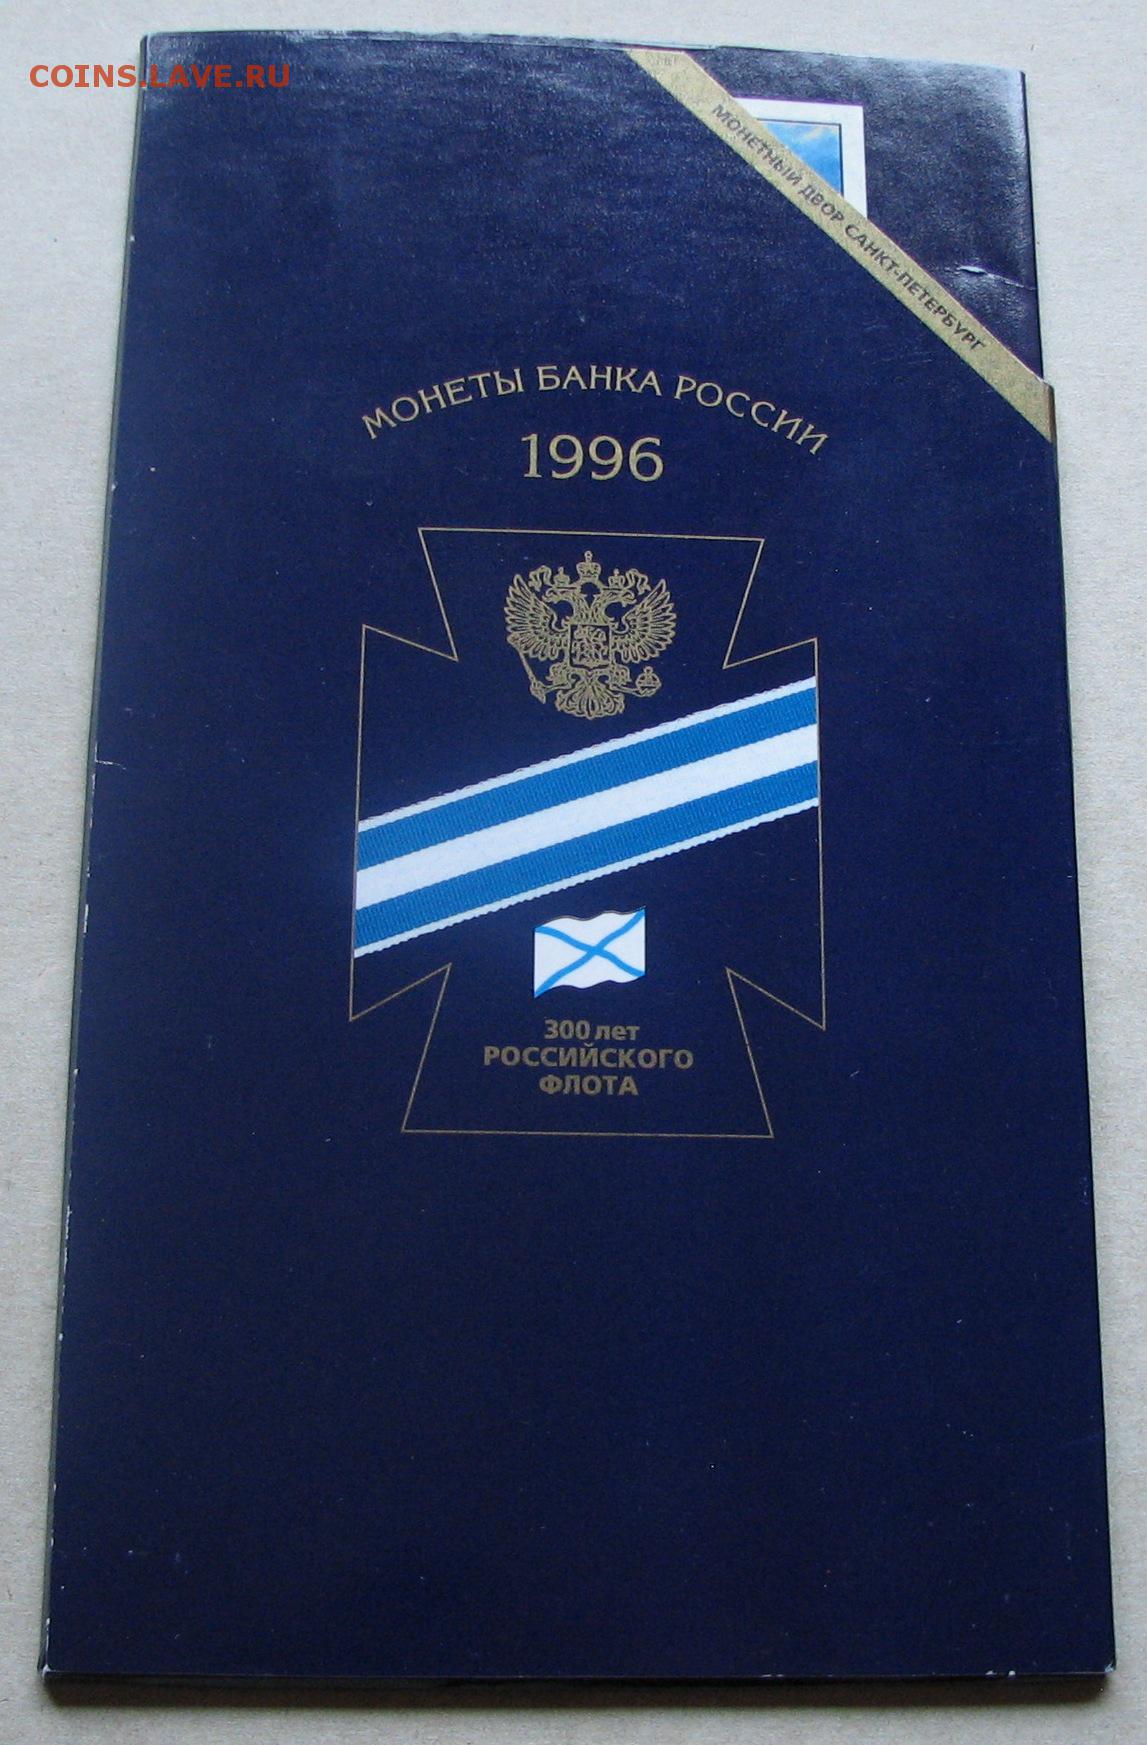 COINS.LAVE.RU
МОНЕТНЫЙ ДВОР САНКТ-ПЕТЕРБУРГ
МОНЕТЫ БАНКА РОССИИ
1996
300 лет
РОССИЙСКОГО
ФЛОТА